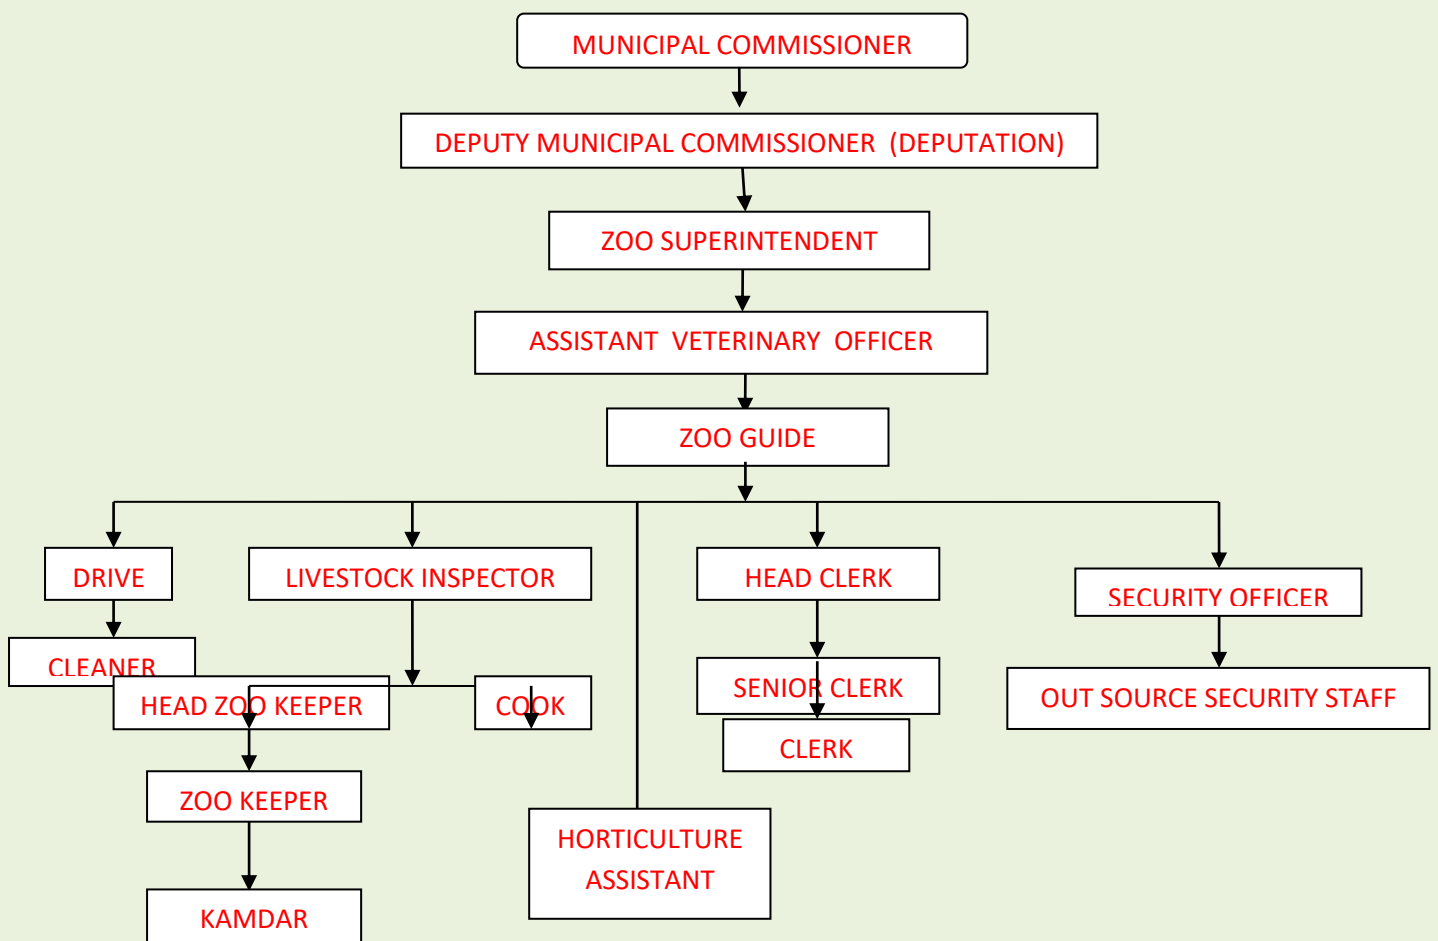 MUNICIPAL COMMISSIONER
DEPUTY MUNICIPAL COMMISSIONER (DEPUTATION)
ZOO SUPERINTENDENT
ASSISTANT VETERINARY OFFICER
ZOO GUIDE
DRIVE
LIVESTOCK INSPECTOR
HEAD CLERK
SECURITY OFFICER
CLEANER
HEAD ZOO KEEPER
COOK
SENIOR CLERK
OUT SOURCE SECURITY STAFF
CLERK
ZOO KEEPER
HORTICULTURE
ASSISTANT
KAMDAR